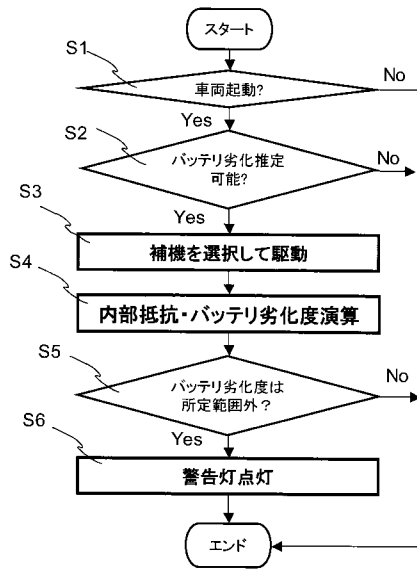 スタート
S1
車両起動?
No
Yes
S2
バッテリ劣化推定
可能?
No
Yes
S3
補機を選択して駆動
S4
内部抵抗・バッテリ劣化度演算
S5
バッテリ劣化度は
所定範囲外？
No
Yes
S6
警告灯点灯
エンド